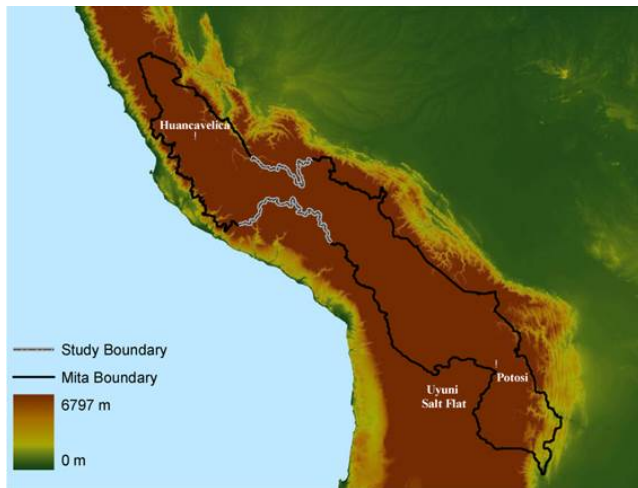 Huancavelica
Study Boundary
Mita Boundary
6797 m
0 m
Potosi
Uyuni
Salt Flat